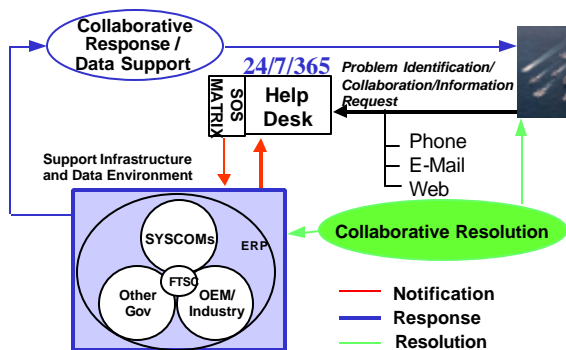 Collaborative
Response /
Data Support
24/7/365
SOS
MATRIX
Help
Desk
Problem Identification/
Collaboration/Information
Request
Phone
E-Mail
Web
Support Infrastructure
and Data Environment
SYSCOMs
ERP
FTSC
Other
Gov
OEM/
Industry
Collaborative Resolution
Notification
Response
Resolution